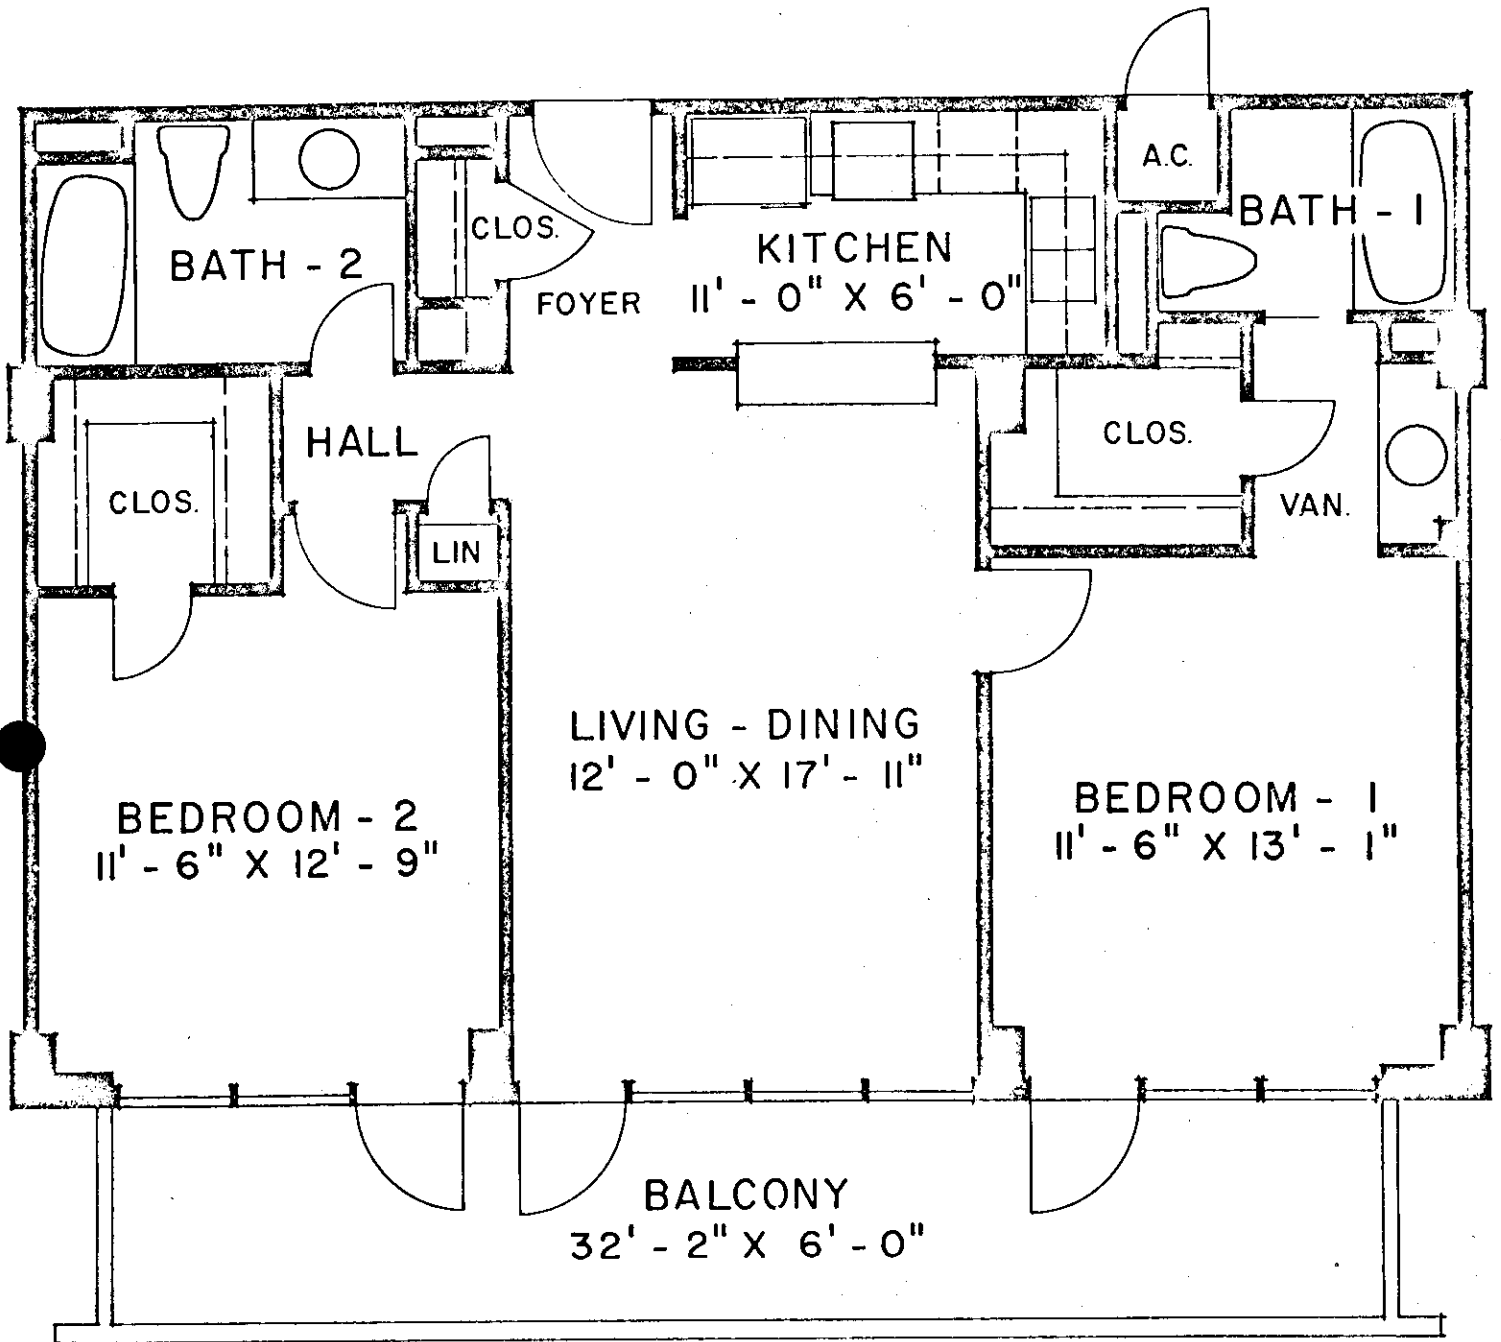 A.C.
BATH - 1
CLOS.
KITCHEN
11' - 0" X 6' - 0"
BATH - 2
FOYER
HALL
CLOS.
CLOS.
VAN.
LIN
LIVING - DINING
12' - 0" X 17' - 11"
BEDROOM - 2
11' - 6" X 12' - 9"
BEDROOM - 1
11' - 6" X 13' - 1"
BALCONY
32' - 2" X 6' - 0"